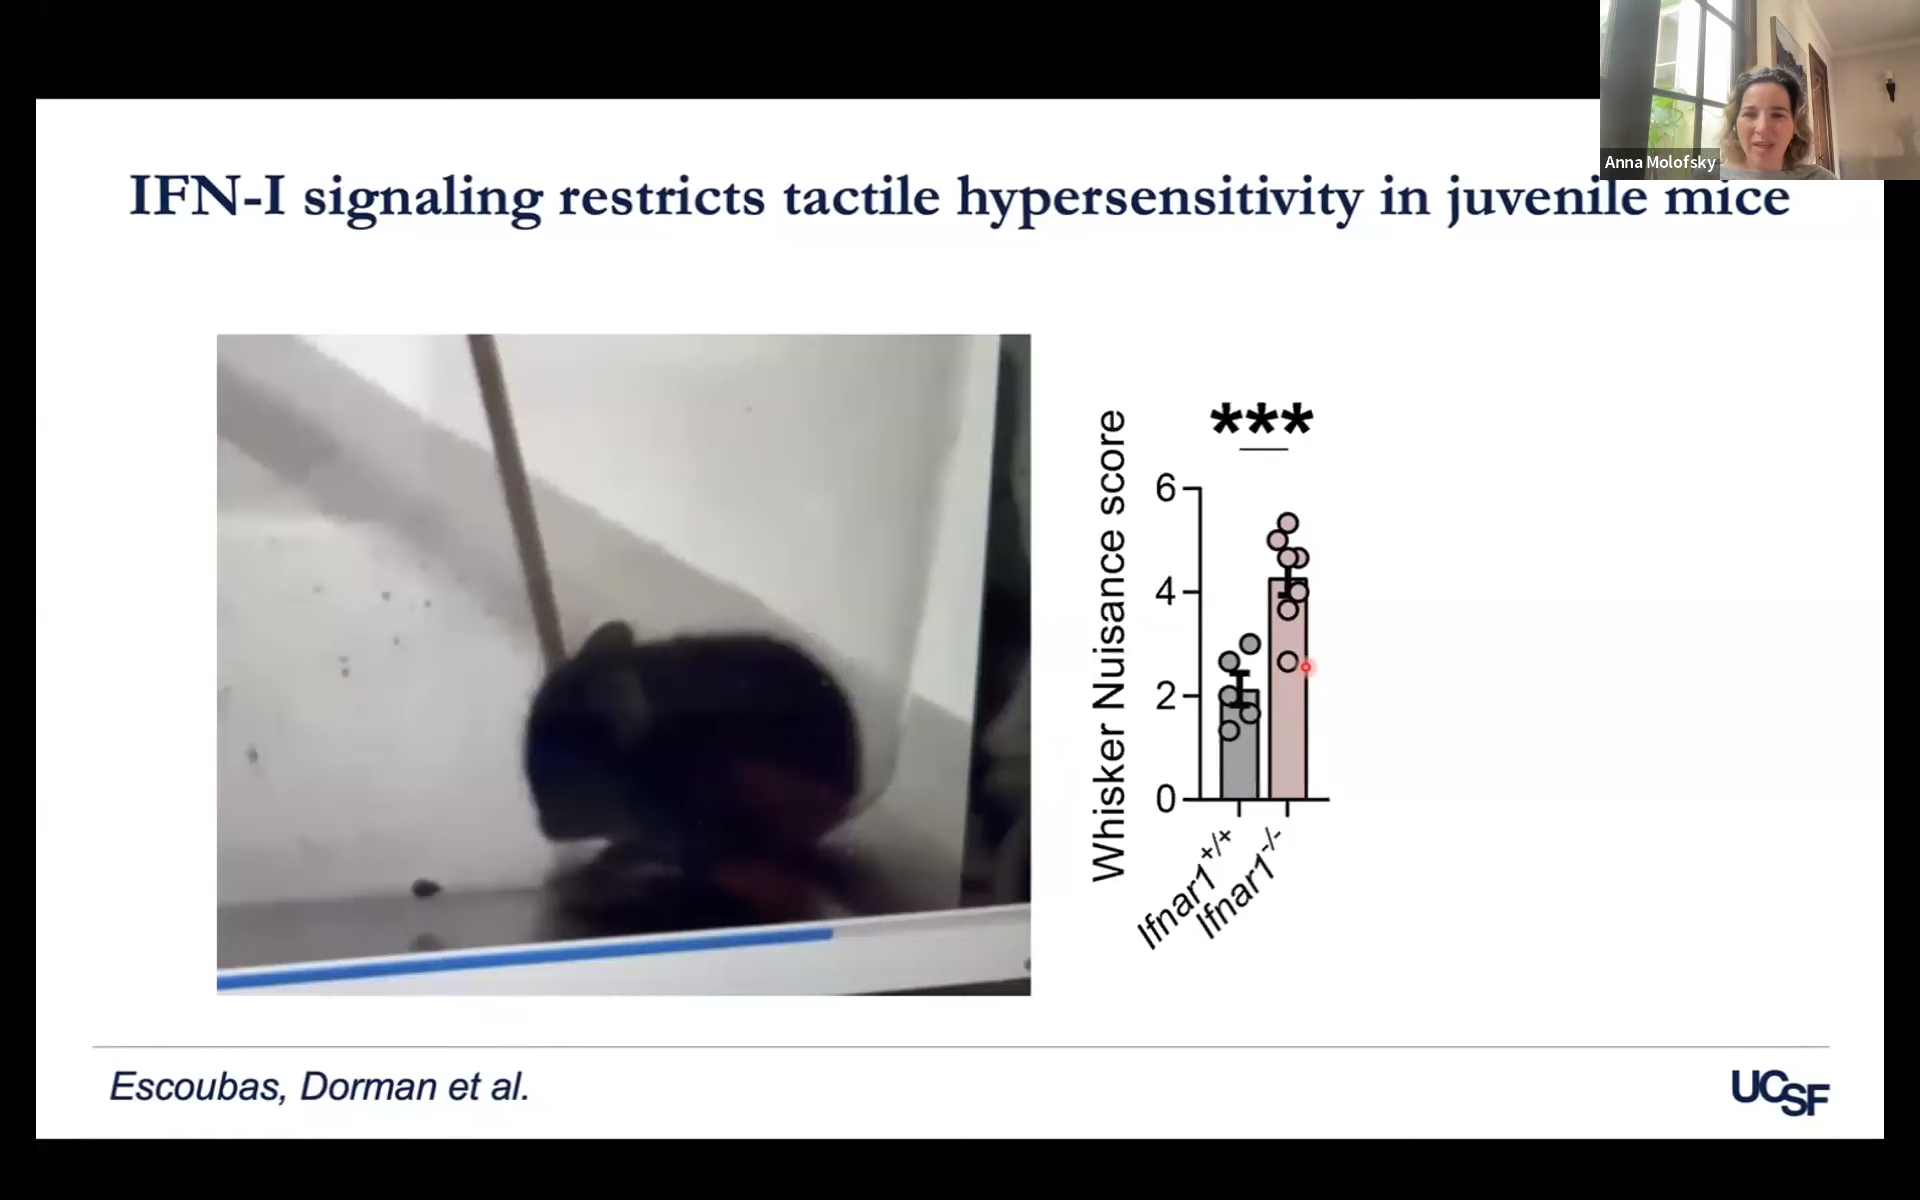 Anna Molofsky
IFN-I signaling restricts tactile hypersensitivity in juvenile mice
***
Whisker Nuisance score
6
4
2
0
Ifnar1+/+
Ifnar1-/-
Escoubas, Dorman et al.
UCSF